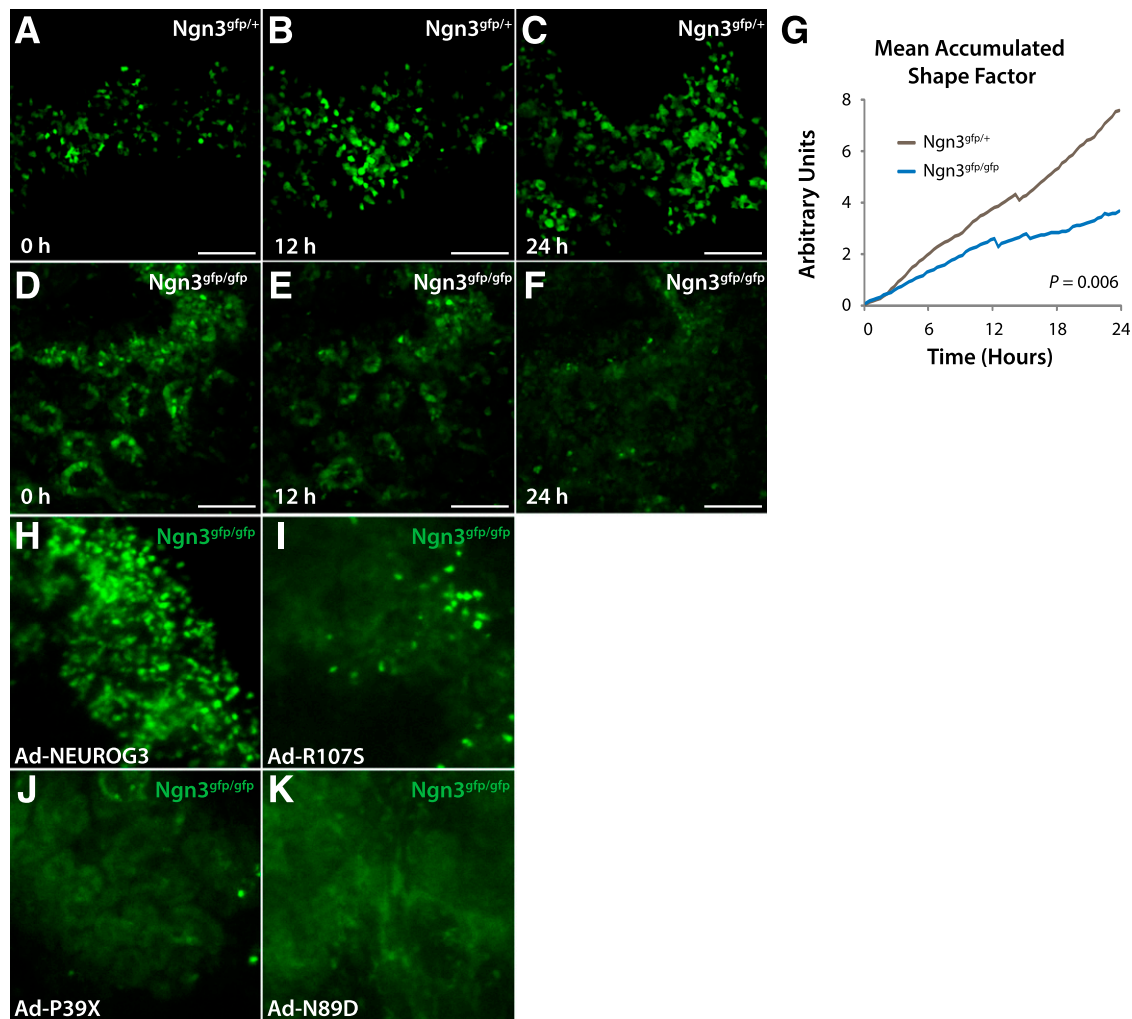 A
Ngn3gfp/+
0 h
B
Ngn3gfp/+
12 h
C
Ngn3gfp/+
24 h
D
Ngn3gfp/gfp
0 h
E
Ngn3gfp/gfp
12 h
F
Ngn3gfp/gfp
24 h
G
Mean Accumulated
Shape Factor
Arbitrary Units
8
6
4
2
0
Ngn3gfp/+
Ngn3gfp/gfp
P = 0.006
0 6 12 18 24
Time (Hours)
H
Ngn3gfp/gfp
Ad-NEUROG3
I
Ngn3gfp/gfp
Ad-R107S
J
Ngn3gfp/gfp
Ad-P39X
K
Ngn3gfp/gfp
Ad-N89D